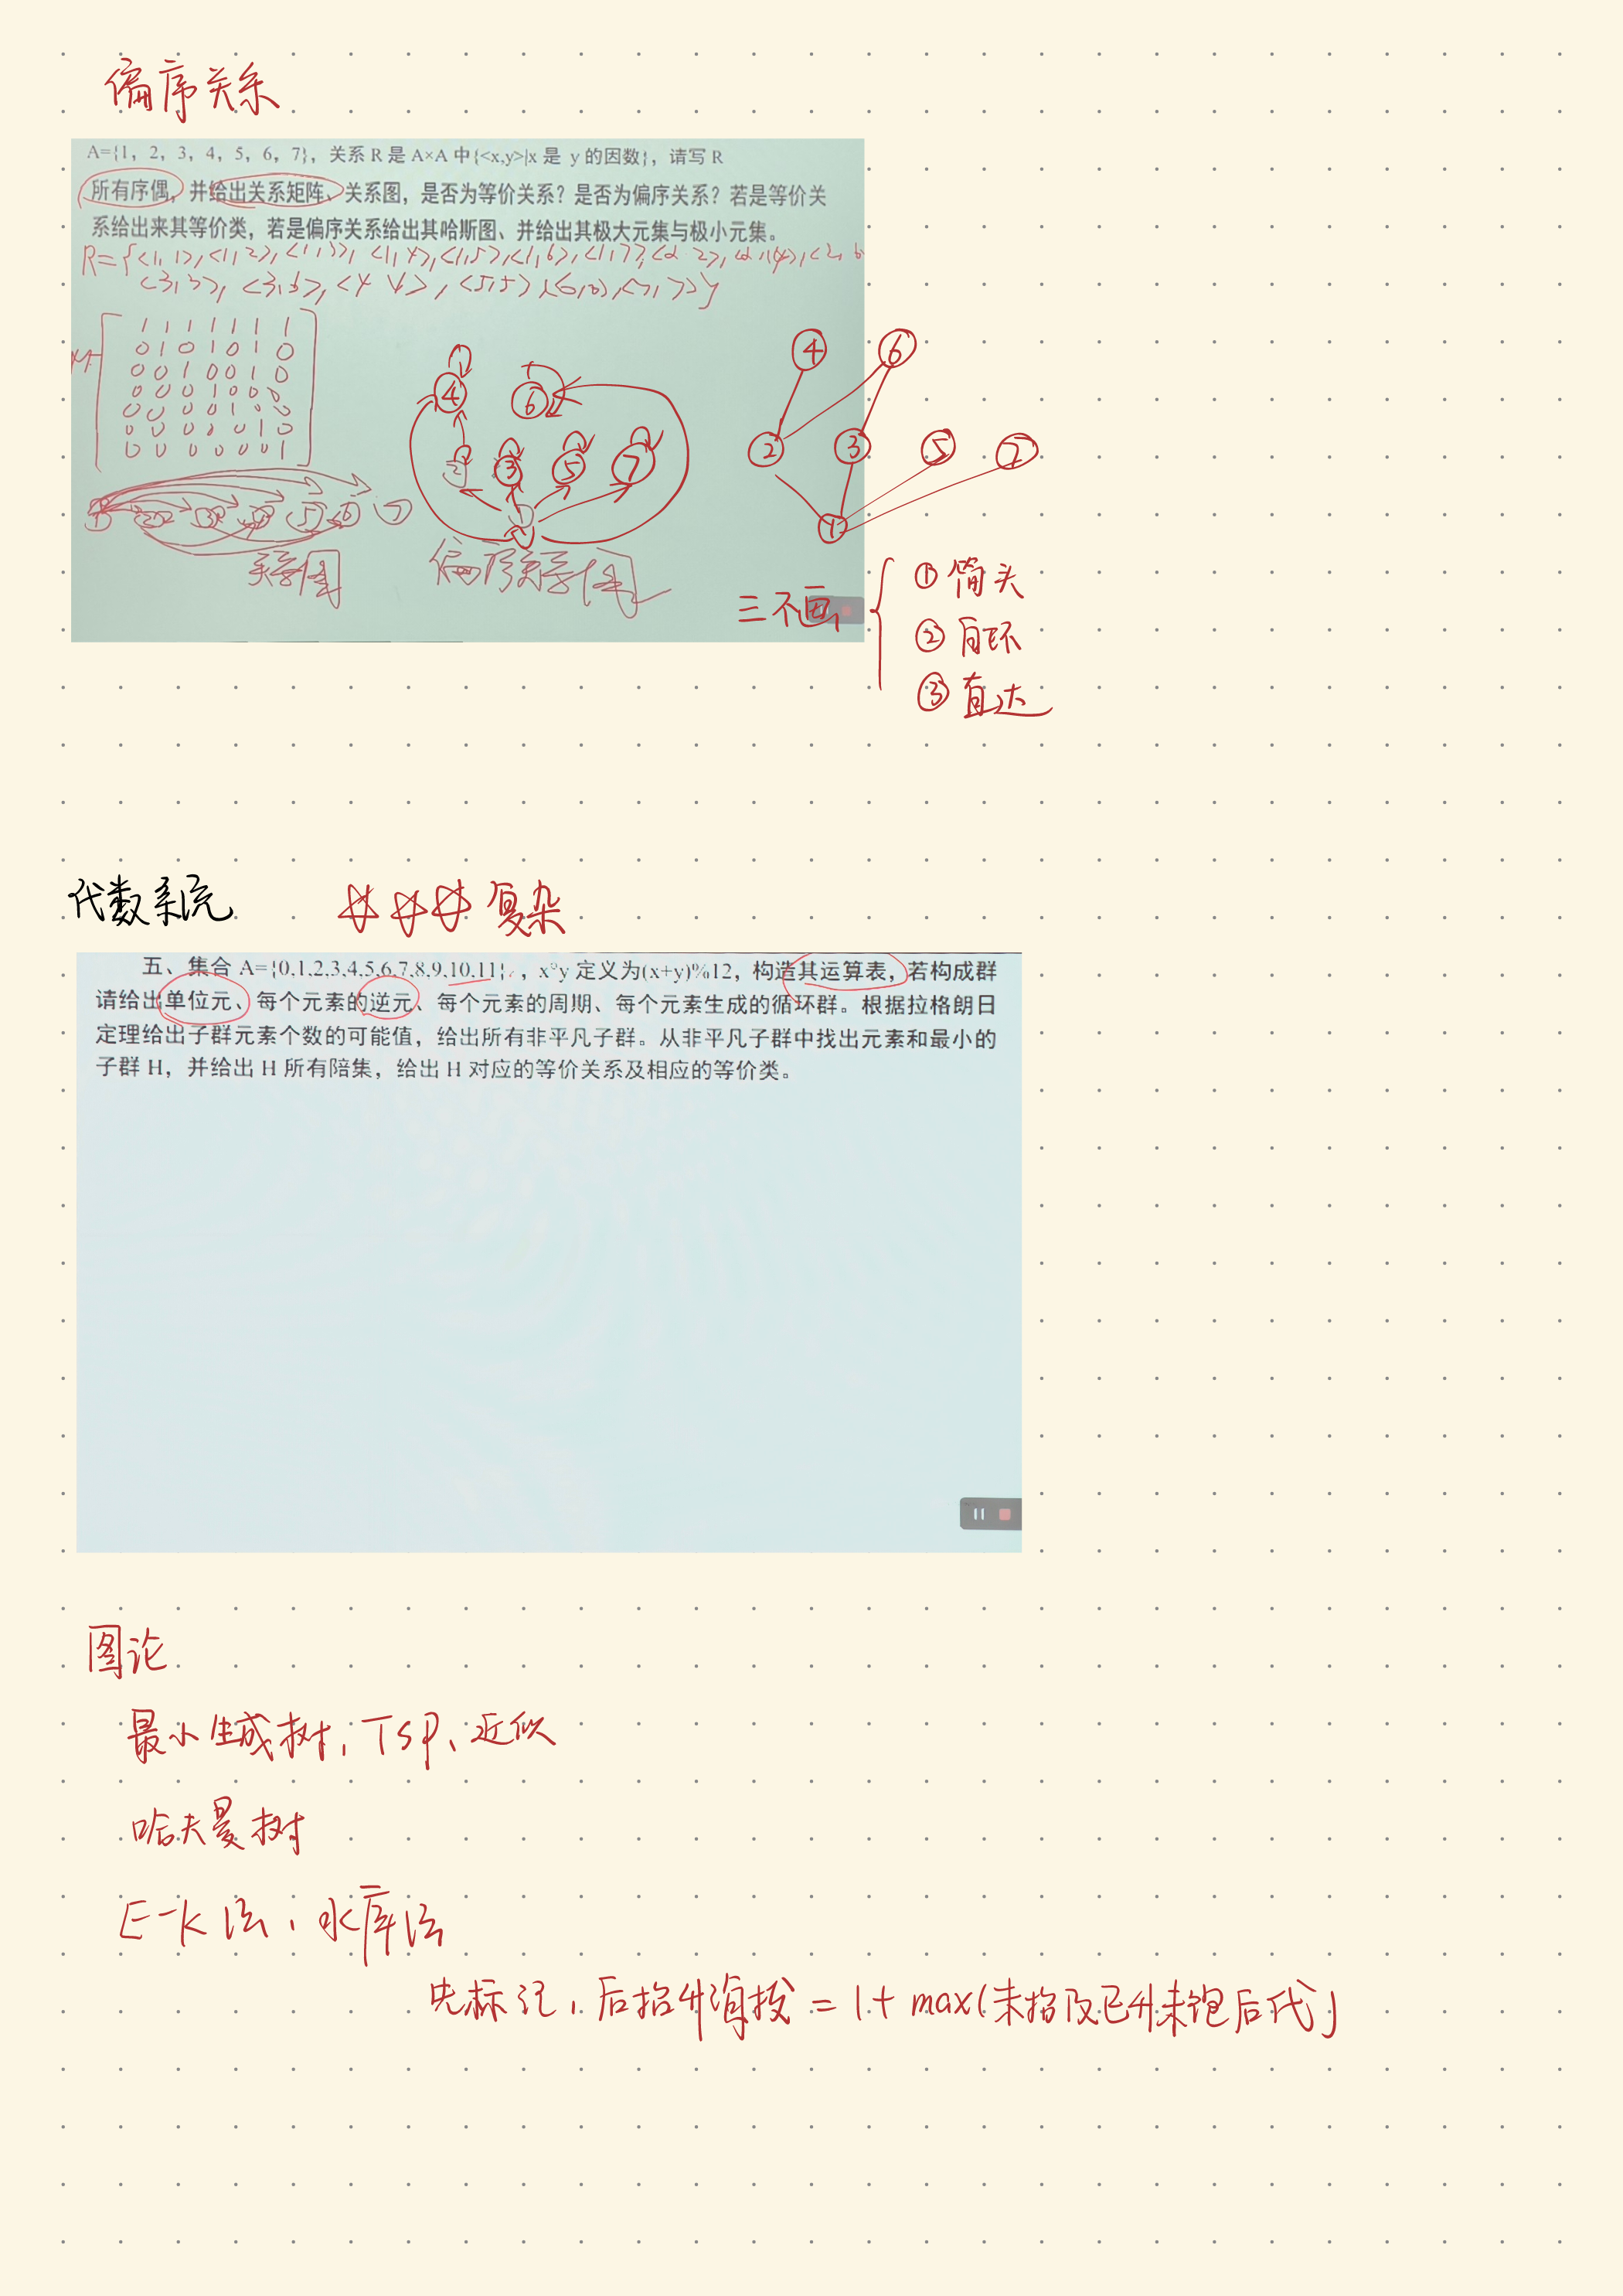 偏序关系
A={1, 2, 3, 4, 5, 6, 7}, 关系 R 是 A×A 中{<x,y>|x 是 y 的因数}, 请写 R
所有序偶, 并给出关系矩阵、关系图, 是否为等价关系? 是否为偏序关系? 若是等价关
系给出来其等价类, 若是偏序关系给出其哈斯图、并给出其极大元集与极小元集。
R={<1,1>,<1,2>,<1,3>,<1,4>,<1,5>,<1,6>,<1,7>,<2,2>,<2,4>,<2,6
<3,3>,<3,6>,<4,4>,<5,5>,<6,6>,<7,7>}
M=
1 1 1 1 1 1 1
0 1 0 1 0 1 0
0 0 1 0 0 1 0
0 0 0 1 0 0 0
0 0 0 0 1 0 0
0 0 0 0 0 1 0
0 0 0 0 0 0 1
4 6
2 3 5 7
1
4 6
2 3 5 7
1
1 2 3 4 5 6 7
关系图
偏序关系图
三不画
① 箭头
② 自环
③ 直达
代数系统 复杂
五、集合 A={0,1,2,3,4,5,6,7,8,9,10,11}, x°y 定义为(x+y)%12, 构造其运算表, 若构成群
请给出单位元、每个元素的逆元、每个元素的周期、每个元素生成的循环群。根据拉格朗日
定理给出子群元素个数的可能值, 给出所有非平凡子群。从非平凡子群中找出元素和最小的
子群 H, 并给出 H 所有陪集, 给出 H 对应的等价关系及相应的等价类。
图论
最小生成树, TSP、近似
哈夫曼树
E-K法, 水库法
先标记, 后招升海拔 = 1+ max(未招及已升未饱后代)